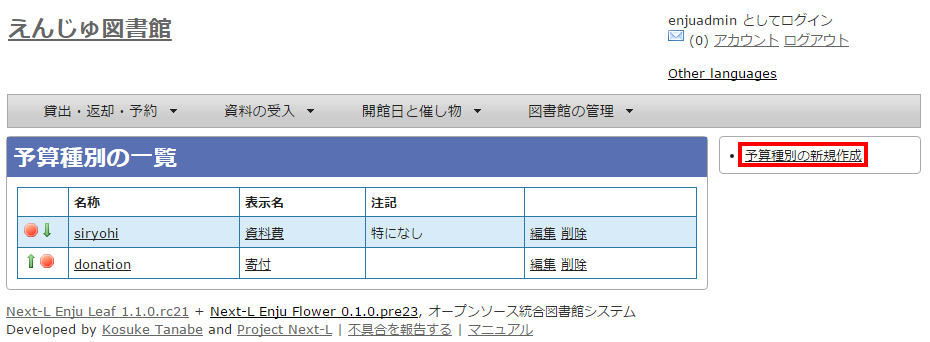 えんじゅ図書館
enjuadmin としてログイン
(0) アカウント ログアウト
Other languages
貸出・返却・予約 資料の受入 開館日と催し物 図書館の管理
予算種別の一覧
名称 表示名 注記
siryohi 資料費 特になし 編集 削除
donation 寄付 編集 削除
予算種別の新規作成
Next-L Enju Leaf 1.1.0.rc21 + Next-L Enju Flower 0.1.0.pre23, オープンソース統合図書館システム
Developed by Kosuke Tanabe and Project Next-L | 不具合を報告する | マニュアル